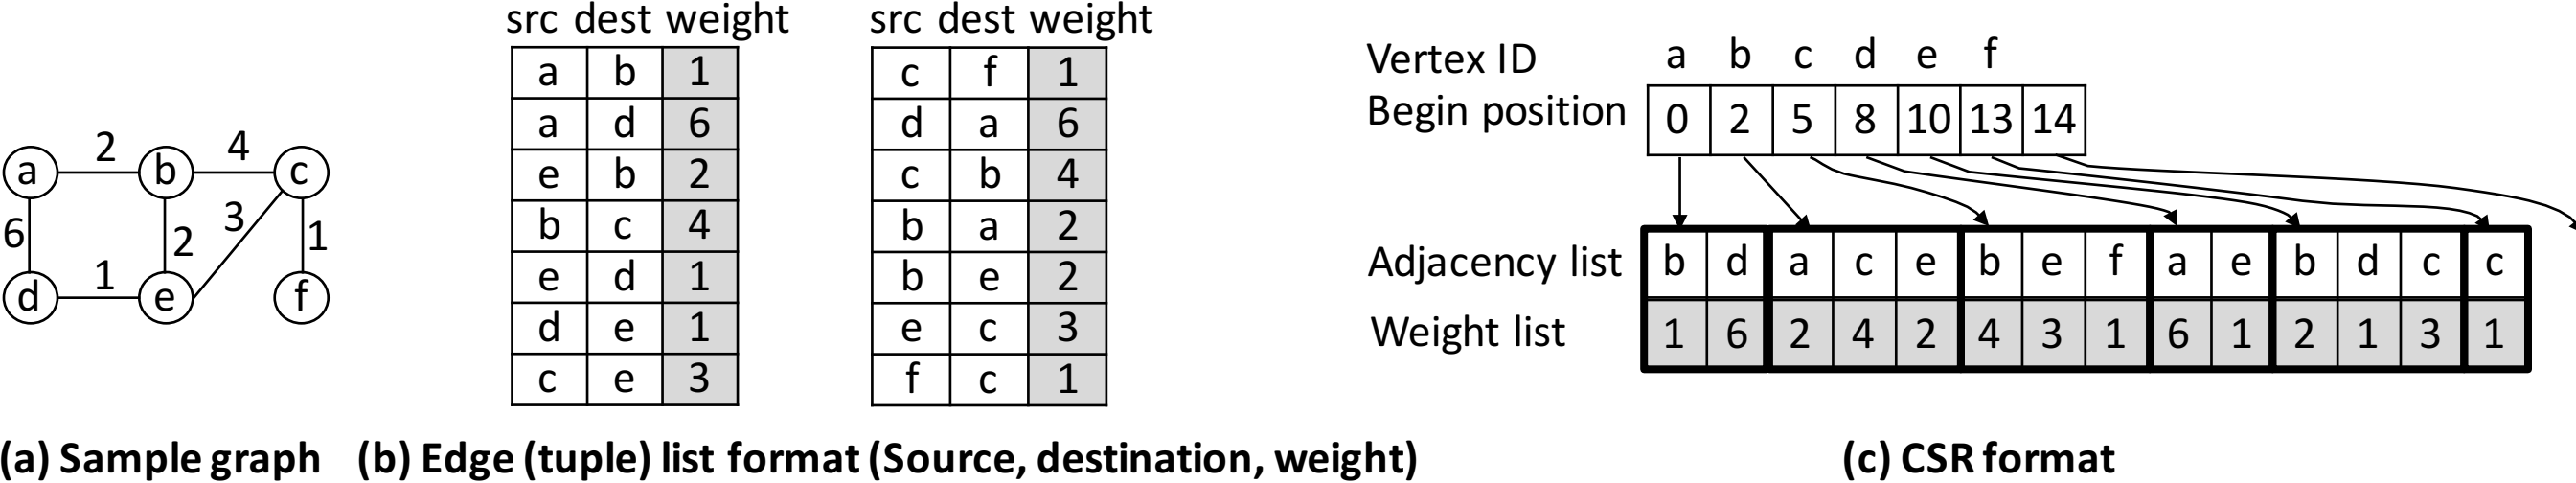 2 4
a b c
6 2 3 1
1
d e f
(a) Sample graph
src dest weight
a b 1
a d 6
e b 2
b c 4
e d 1
d e 1
c e 3
src dest weight
c f 1
d a 6
c b 4
b a 2
b e 2
e c 3
f c 1
(b) Edge (tuple) list format (Source, destination, weight)
Vertex ID a b c d e f
Begin position 0 2 5 8 10 13 14
Adjacency list b d a c e b e f a e b d c c
Weight list 1 6 2 4 2 4 3 1 6 1 2 1 3 1
(c) CSR format